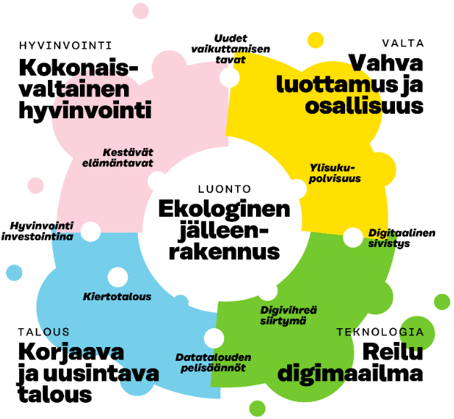 HYVINVOINTI
Kokonais-
valtainen
hyvinvointi
Uudet
vaikuttamisen
tavat
VALTA
Vahva
luottamus ja
osallisuus
Kestävät
elämäntavat
Ylisuku-
polvisuus
LUONTO
Ekologinen
jälleen-
rakennus
Hyvinvointi
investointina
Digitaalinen
sivistys
Kiertotalous
Digivihreä
siirtymä
TALOUS
Korjaava
ja uusintava
talous
Datatalouden
pelisäännöt
TEKNOLOGIA
Reilu
digimaailma